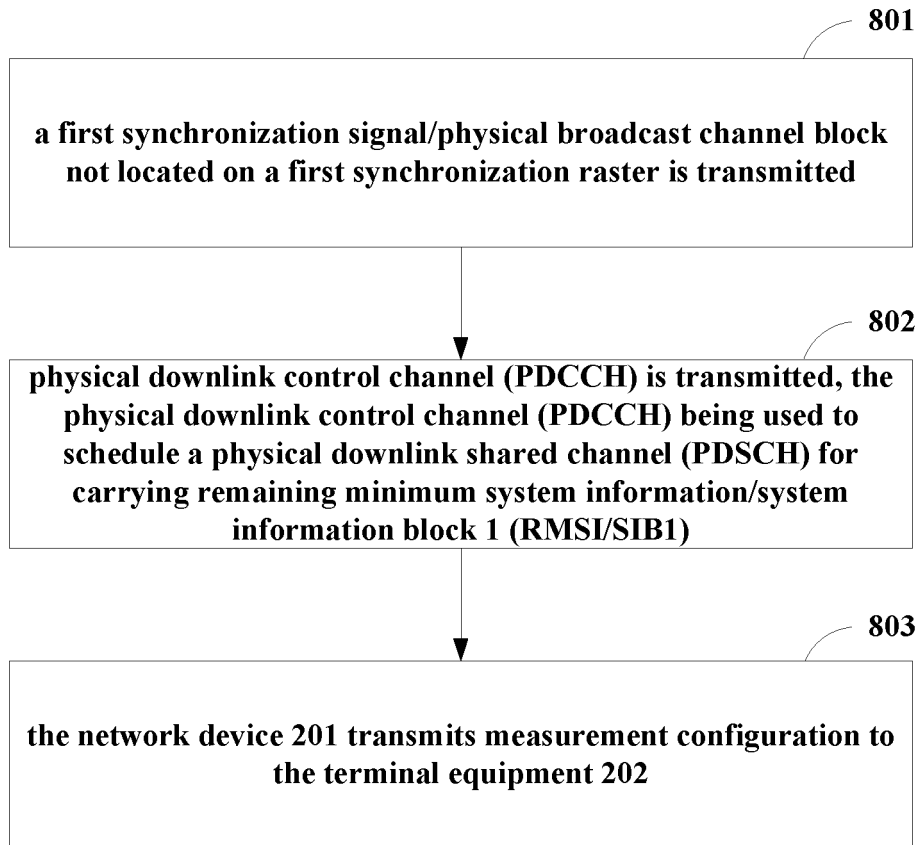 801
a first synchronization signal/physical broadcast channel block
not located on a first synchronization raster is transmitted
802
physical downlink control channel (PDCCH) is transmitted, the
physical downlink control channel (PDCCH) being used to
schedule a physical downlink shared channel (PDSCH) for
carrying remaining minimum system information/system
information block 1 (RMSI/SIB1)
803
the network device 201 transmits measurement configuration to
the terminal equipment 202